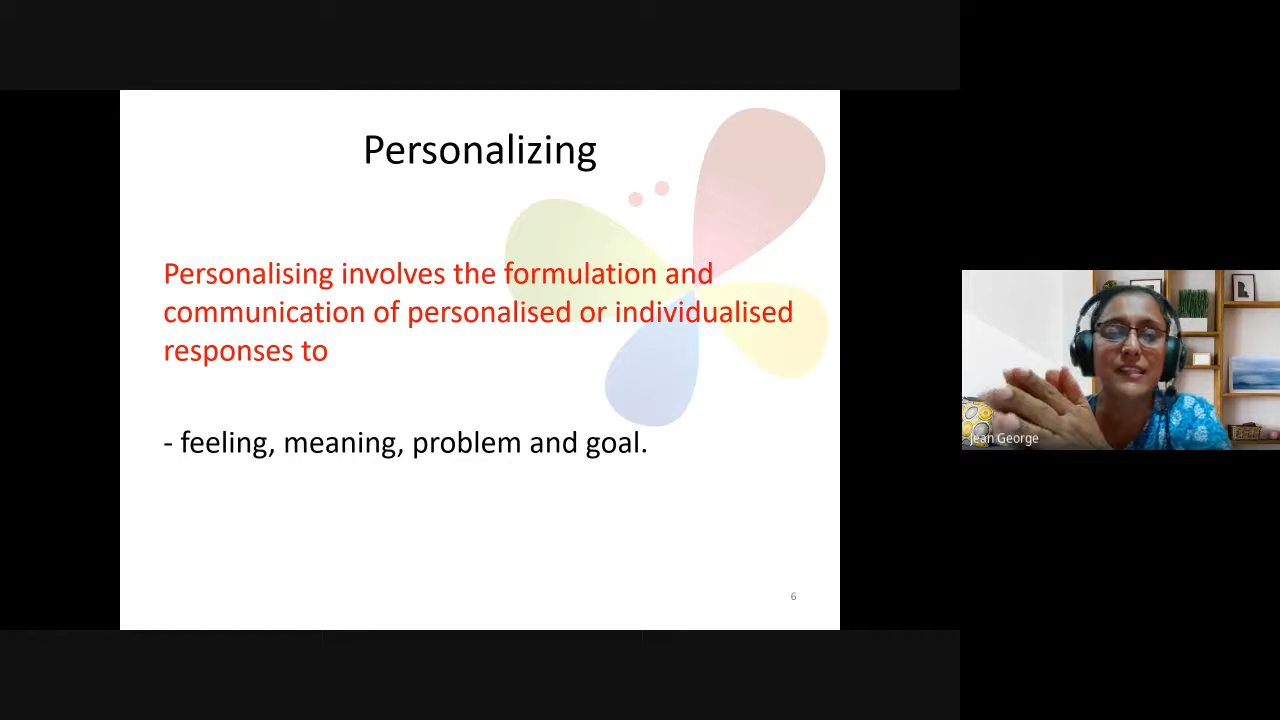 Personalizing
Personalising involves the formulation and
communication of personalised or individualised
responses to
- feeling, meaning, problem and goal.
6
Jean George